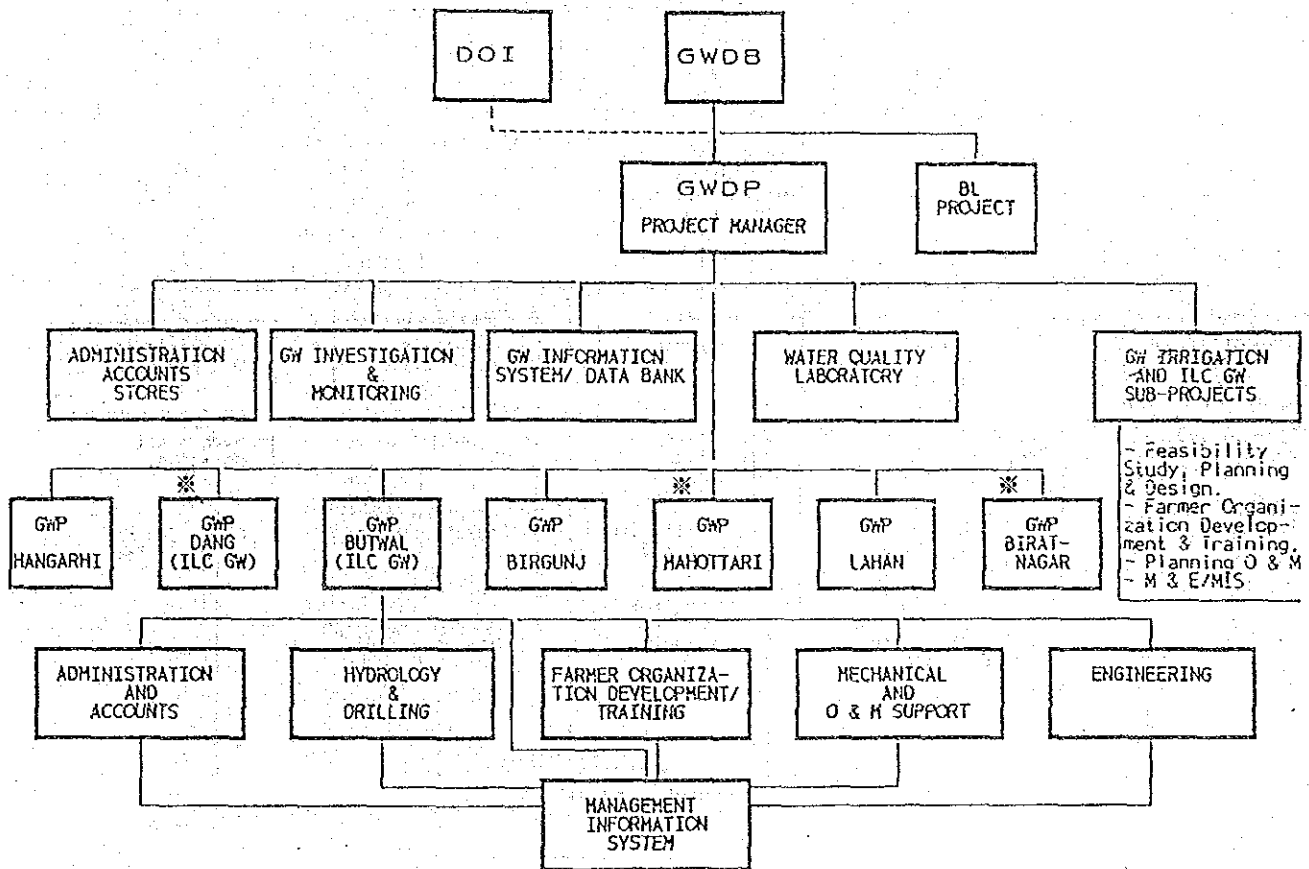 DOI
GWDB
GWDP
PROJECT MANAGER
BL
PROJECT
ADMINISTRATION
ACCOUNTS
STORES
GW INVESTIGATION
&
MONITORING
GW INFORMATION
SYSTEM/ DATA BANK
WATER QUALITY
LABORATORY
GW IRRIGATION
AND ILC GW
SUB-PROJECTS
- Feasibility
Study, Planning
& Design.
- Farmer Organi-
zation Develop-
ment & Training.
- Planning O & M
- M & E/MIS
GWP
HANGARHI
※
GWP
DANG
(ILC GW)
GWP
BUTWAL
(ILC GW)
GWP
BIRGUNJ
※
GWP
MAHOTTARI
GWP
LAHAN
※
GWP
BIRAT-
NAGAR
ADMINISTRATION
AND
ACCOUNTS
HYDROLOGY
&
DRILLING
FARMER ORGANIZA-
TION DEVELOPMENT/
TRAINING
MECHANICAL
AND
O & M SUPPORT
ENGINEERING
MANAGEMENT
INFORMATION
SYSTEM